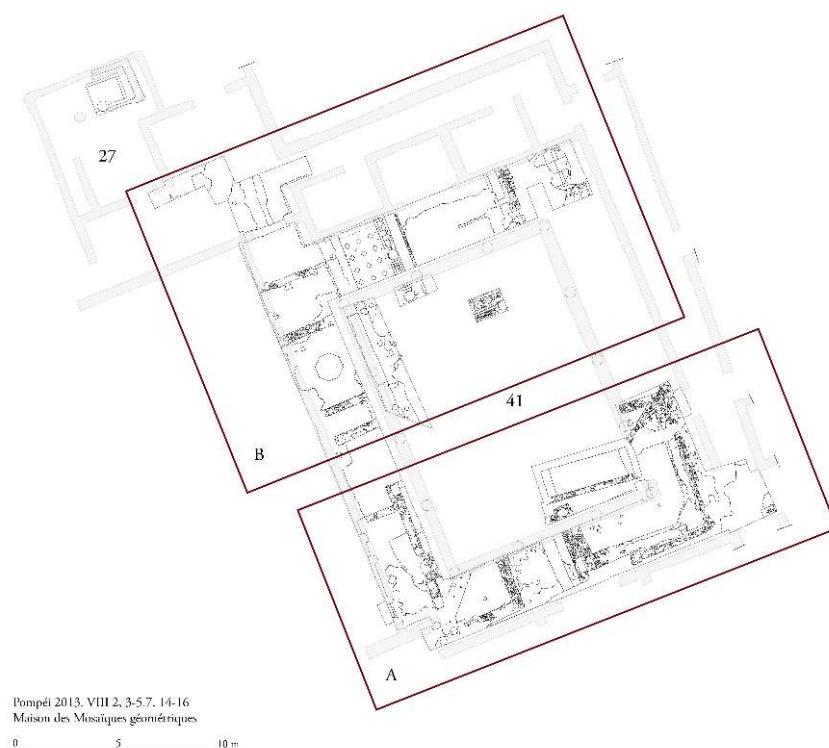 27
41
B
A
Pompéi 2013. VIII 2, 3-5.7. 14-16
Maison des Mosaïques géométriques
0 5 10 m